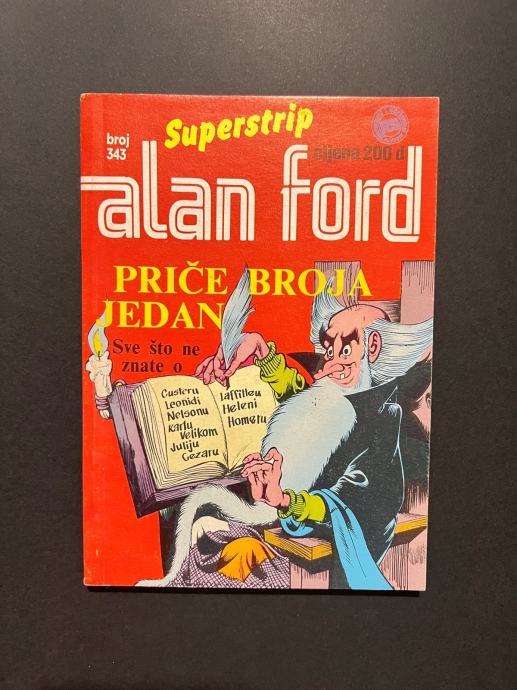 Superstrip
broj
343
cijena 200 d
alan ford
PRIČE BROJA
JEDAN
Sve što ne
znate o
Custeru
Leonidi
Nelsonu
Karlu
Velikom
Juliju
Cezaru
Laffitteu
Heleni
Homeru